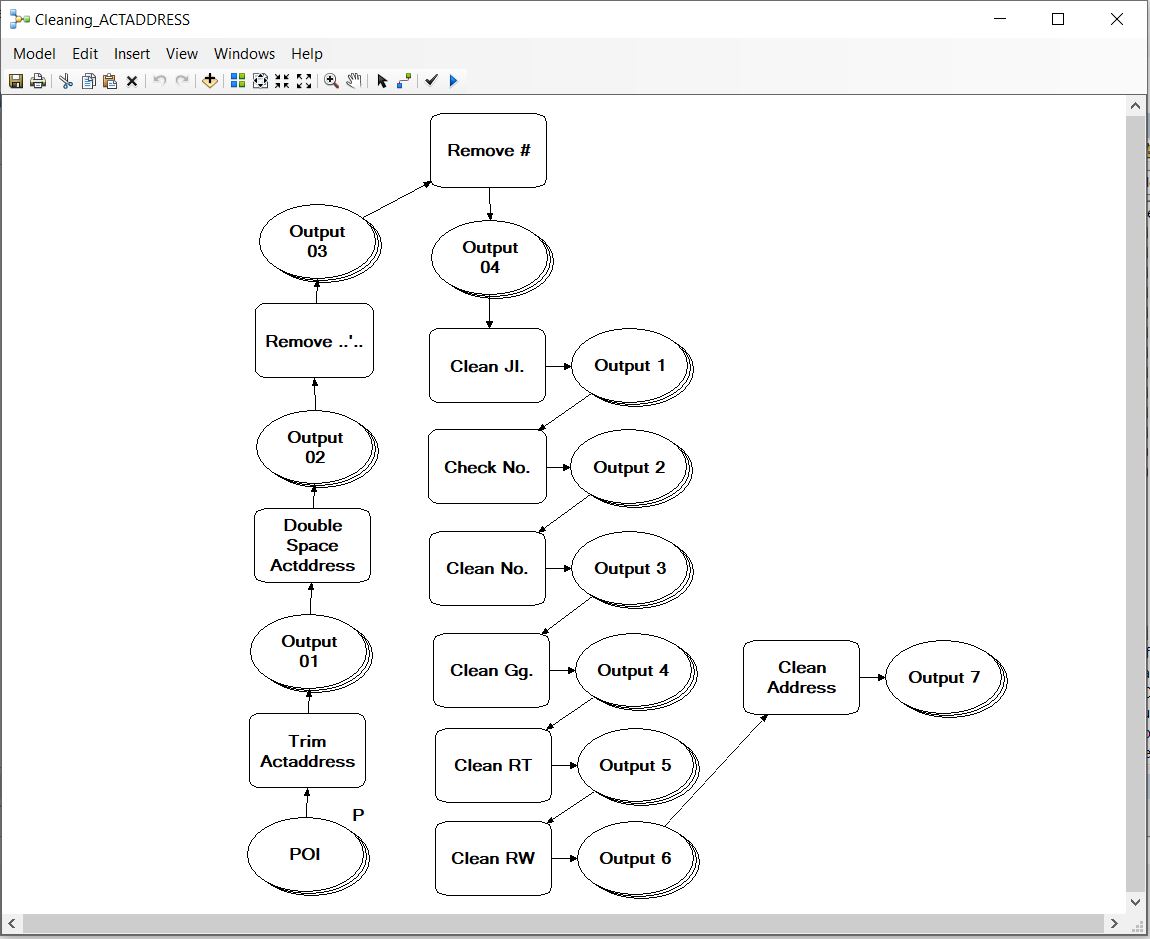 Cleaning_ACTADDRESS
Model Edit Insert View Windows Help
Remove #
Output
03
Output
04
Remove ..'..
Clean Jl.
Output 1
Output
02
Check No.
Output 2
Double
Space
Actddress
Clean No.
Output 3
Output
01
Clean Gg.
Output 4
Clean
Address
Output 7
Trim
Actaddress
Clean RT
Output 5
P
POI
Clean RW
Output 6